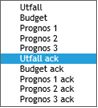 Utfall
Budget
Prognos 1
Prognos 2
Prognos 3
Utfall ack
Budget ack
Prognos 1 ack
Prognos 2 ack
Prognos 3 ack